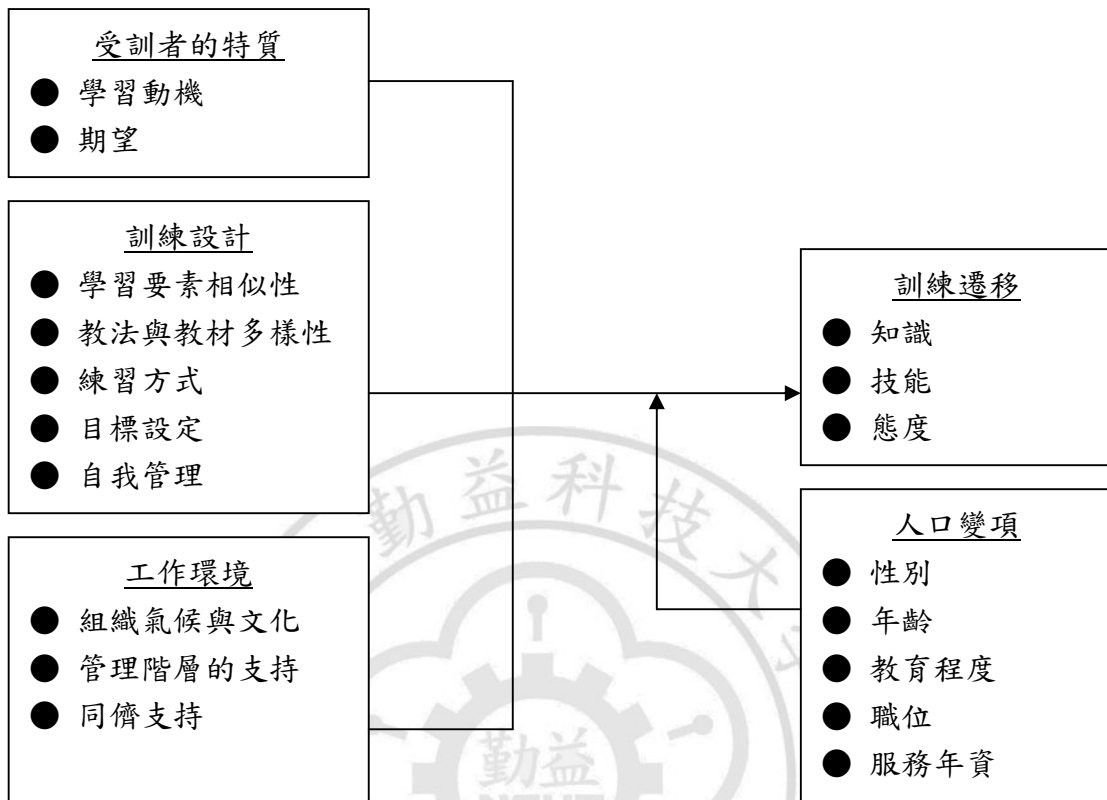 受訓者的特質
● 學習動機
● 期望
訓練設計
● 學習要素相似性
● 教法與教材多樣性
● 練習方式
● 目標設定
● 自我管理
工作環境
● 組織氣候與文化
● 管理階層的支持
● 同儕支持
訓練遷移
● 知識
● 技能
● 態度
人口變項
● 性別
● 年齡
● 教育程度
● 職位
● 服務年資
勤益科技大
勤益